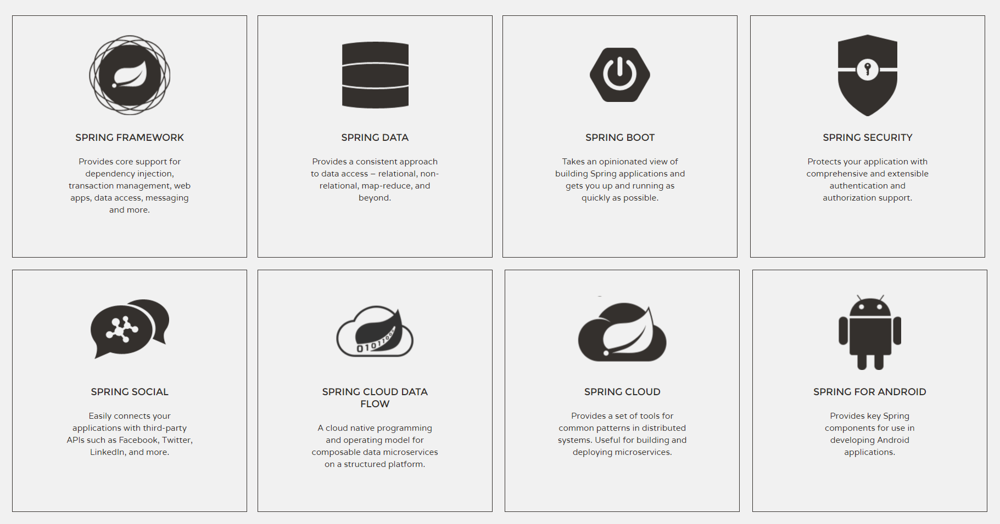 SPRING FRAMEWORK
Provides core support for
dependency injection,
transaction management, web
apps, data access, messaging
and more.
SPRING DATA
Provides a consistent approach
to data access – relational, non-
relational, map-reduce, and
beyond.
SPRING BOOT
Takes an opinionated view of
building Spring applications and
gets you up and running as
quickly as possible.
SPRING SECURITY
Protects your application with
comprehensive and extensible
authentication and
authorization support.
SPRING SOCIAL
Easily connects your
applications with third-party
APIs such as Facebook, Twitter,
LinkedIn, and more.
01011001
SPRING CLOUD DATA
FLOW
A cloud native programming
and operating model for
composable data microservices
on a structured platform.
SPRING CLOUD
Provides a set of tools for
common patterns in distributed
systems. Useful for building and
deploying microservices.
SPRING FOR ANDROID
Provides key Spring
components for use in
developing Android
applications.